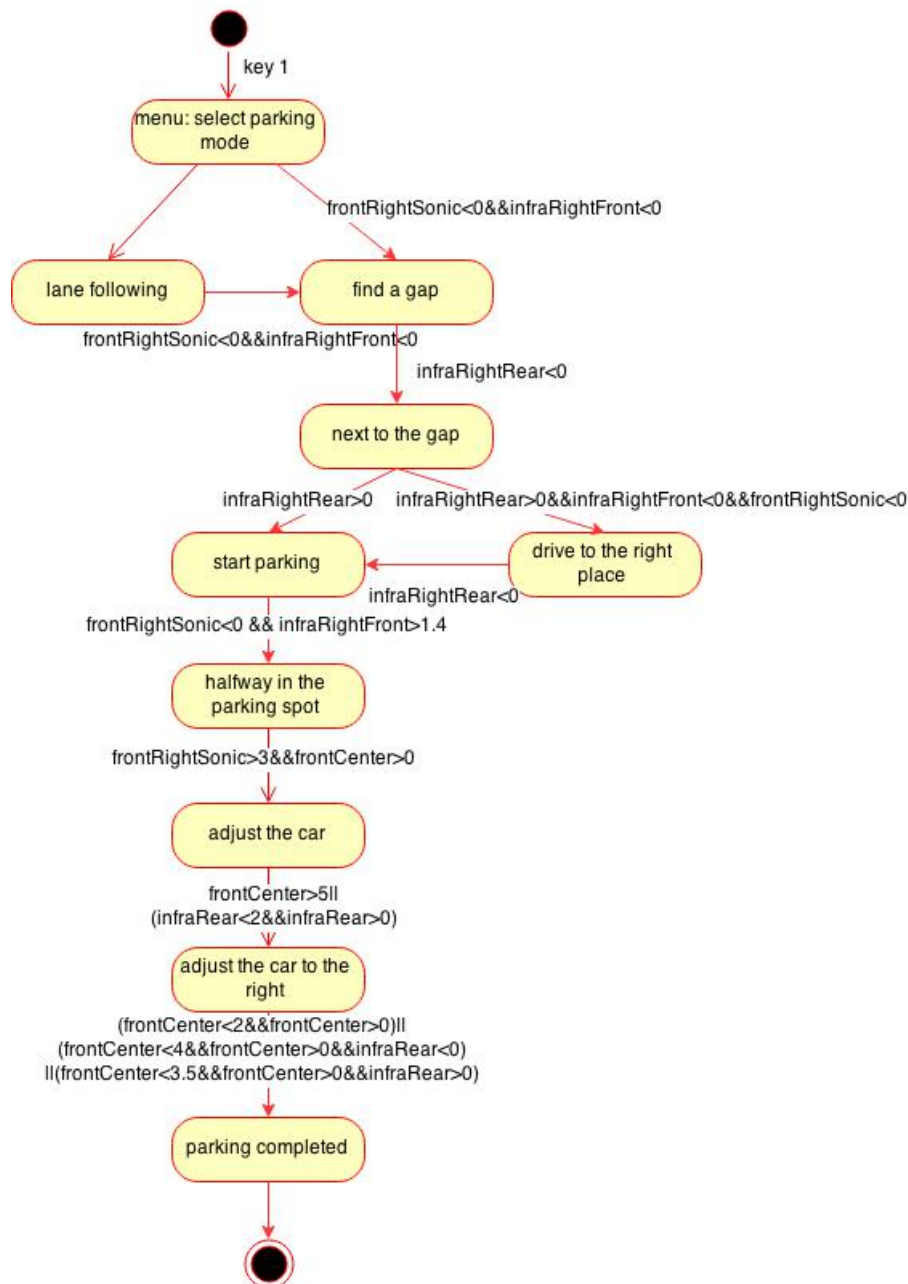 key 1
menu: select parking
mode
frontRightSonic<0&&infraRightFront<0
lane following
find a gap
frontRightSonic<0&&infraRightFront<0
infraRightRear<0
next to the gap
infraRightRear>0
infraRightRear>0&&infraRightFront<0&&frontRightSonic<0
start parking
drive to the right
place
infraRightRear<0
frontRightSonic<0 && infraRightFront>1.4
halfway in the
parking spot
frontRightSonic>3&&frontCenter>0
adjust the car
frontCenter>5||
(infraRear<2&&infraRear>0)
adjust the car to the
right
(frontCenter<2&&frontCenter>0)||
(frontCenter<4&&frontCenter>0&&infraRear<0)
||(frontCenter<3.5&&frontCenter>0&&infraRear>0)
parking completed